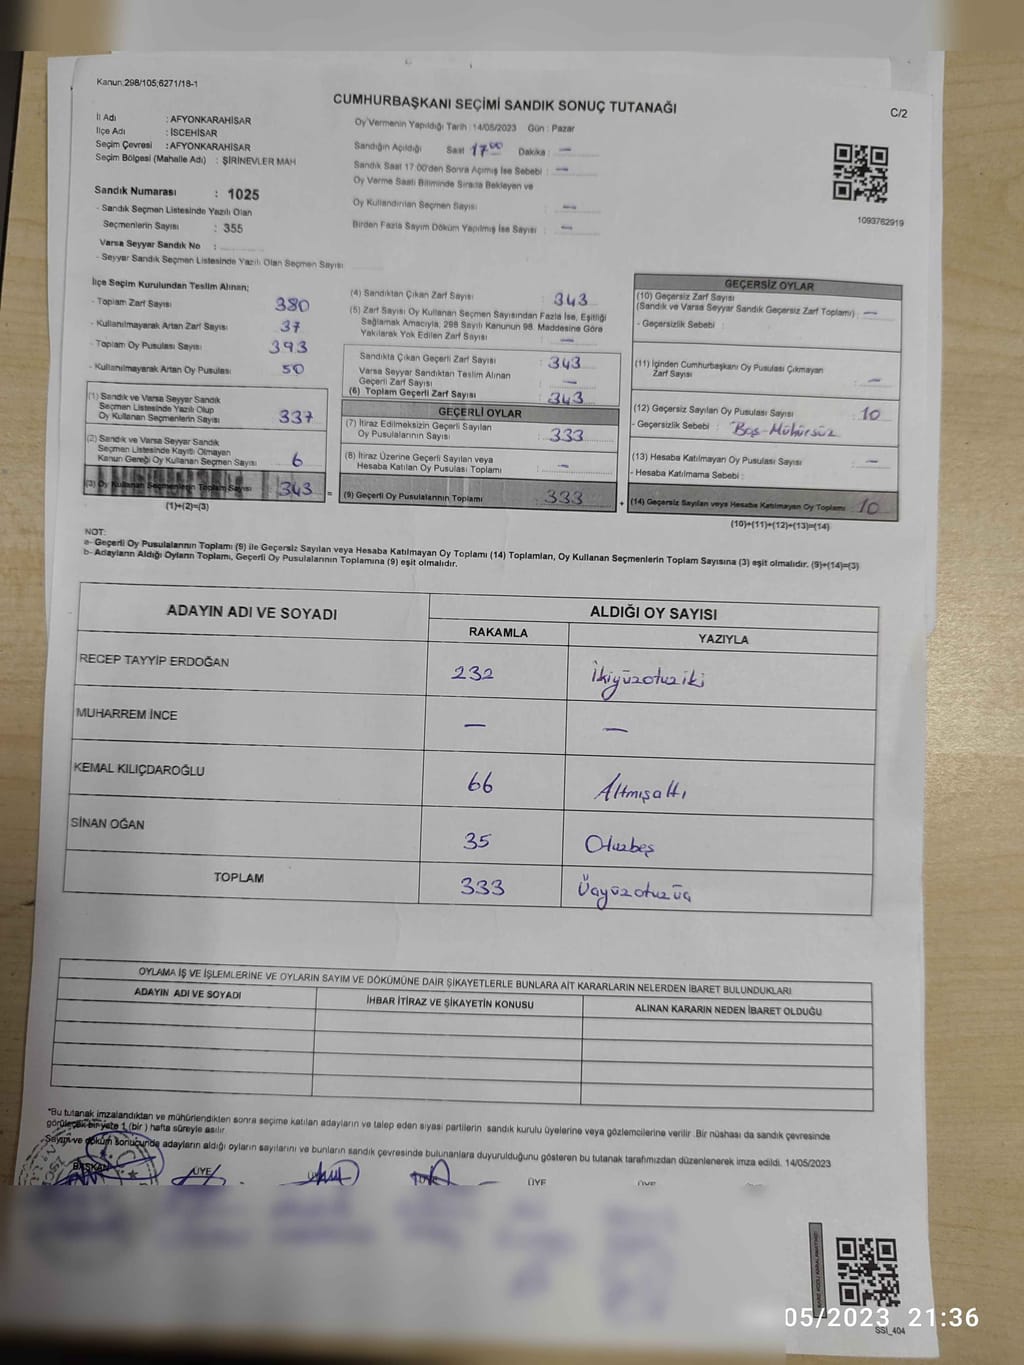 Kanun:298/105;6271/18-1
CUMHURBAŞKANI SEÇİMİ SANDIK SONUÇ TUTANAĞI
C/2
İl Adı : AFYONKARAHİSAR
İlçe Adı : İSCEHİSAR
Seçim Çevresi : AFYONKARAHİSAR
Seçim Bölgesi (Mahalle Adı) : ŞİRİNEVLER MAH
Sandık Numarası : 1025
- Sandık Seçmen Listesinde Yazılı Olan
Seçmenlerin Sayısı : 355
Varsa Seyyar Sandık No :
- Seyyar Sandık Seçmen Listesinde Yazılı Olan Seçmen Sayısı
Oy Vermenin Yapıldığı Tarih : 14/05/2023 Gün : Pazar
Sandığın Açıldığı Saat 17 00 Dakika : —
Sandık Saat 17:00'den Sonra Açımış İse Sebebi : —
Oy Verme Saati Bitiminde Sırada Bekleyen ve
Oy Kullandırılan Seçmen Sayısı : —
Birden Fazla Sayım Döküm Yapılmış İse Sayısı : —
1093762919
İlçe Seçim Kurulundan Teslim Alınan;
- Toplam Zarf Sayısı 380
- Kullanılmayarak Artan Zarf Sayısı 37
- Toplam Oy Pusulası Sayısı 393
- Kullanılmayarak Artan Oy Pusulası 50
(1) Sandık ve Varsa Seyyar Sandık
Seçmen Listesinde Yazılı Olup
Oy Kullanan Seçmenlerin Sayısı 337
(2) Sandık ve Varsa Seyyar Sandık
Seçmen Listesinde Kayıtlı Olmayan
Kanun Gereği Oy Kullanan Seçmen Sayısı 6
(3) Oy Kullanan Seçmenlerin Toplam Sayısı 343 =
(1)+(2)=(3)
(4) Sandıktan Çıkan Zarf Sayısı : 343
(5) Zarf Sayısı Oy Kullanan Seçmen Sayısından Fazla İse, Eşitliği
Sağlamak Amacıyla, 298 Sayılı Kanunun 98. Maddesine Göre
Yakılarak Yok Edilen Zarf Sayısı : —
Sandıkta Çıkan Geçerli Zarf Sayısı : 343
Varsa Seyyar Sandıktan Teslim Alınan
Geçerli Zarf Sayısı : —
(6) Toplam Geçerli Zarf Sayısı : 343
GEÇERLİ OYLAR
(7) İtiraz Edilmeksizin Geçerli Sayılan
Oy Pusulalarının Sayısı : 333
(8) İtiraz Üzerine Geçerli Sayılan veya
Hesaba Katılan Oy Pusulası Toplamı : —
(9) Geçerli Oy Pusulalarının Toplamı 333 +
GEÇERSİZ OYLAR
(10) Geçersiz Zarf Sayısı
(Sandık ve Varsa Seyyar Sandık Geçersiz Zarf Toplamı) : —
- Geçersizlik Sebebi :
(11) İçinden Cumhurbaşkanı Oy Pusulası Çıkmayan
Zarf Sayısı : —
(12) Geçersiz Sayılan Oy Pusulası Sayısı : 10
- Geçersizlik Sebebi : Boş-Mühürsüz
(13) Hesaba Katılmayan Oy Pusulası Sayısı : —
- Hesaba Katılmama Sebebi :
(14) Geçersiz Sayılan veya Hesaba Katılmayan Oy Toplamı : 10
(10)+(11)+(12)+(13)=(14)
NOT:
a- Geçerli Oy Pusulalarının Toplamı (9) ile Geçersiz Sayılan veya Hesaba Katılmayan Oy Toplamı (14) Toplamları, Oy Kullanan Seçmenlerin Toplam Sayısına (3) eşit olmalıdır. (9)+(14)=(3)
b- Adayların Aldığı Oyların Toplamı, Geçerli Oy Pusulalarının Toplamına (9) eşit olmalıdır.
ADAYIN ADI VE SOYADI ALDIĞI OY SAYISI
RAKAMLA YAZIYLA
RECEP TAYYİP ERDOĞAN 232 İkiyüzotuziki
MUHARREM İNCE — —
KEMAL KILIÇDAROĞLU 66 Altmışaltı
SİNAN OĞAN 35 Otuzbeş
TOPLAM 333 Üçyüzotuzüç
OYLAMA İŞ VE İŞLEMLERİNE VE OYLARIN SAYIM VE DÖKÜMÜNE DAİR ŞİKAYETLERLE BUNLARA AİT KARARLARIN NELERDEN İBARET BULUNDUKLARI
ADAYIN ADI VE SOYADI İHBAR İTİRAZ VE ŞİKAYETİN KONUSU ALINAN KARARIN NEDEN İBARET OLDUĞU
*Bu tutanak imzalandıktan ve mühürlendikten sonra seçime katılan adayların ve talep eden siyasi partilerin sandık kurulu üyelerine veya gözlemcilerine verilir. Bir nüshası da sandık çevresinde
görülecek bir yere 1 (bir) hafta süreyle asılır.
Sayım ve döküm sonucunda adayların aldığı oyların sayılarını ve bunların sandık çevresinde bulunanlara duyurulduğunu gösteren bu tutanak tarafımızdan düzenlenerek imza edildi. 14/05/2023
BAŞKAN ÜYE ÜYE ÜYE
05/2023 21:36
SSİ_404